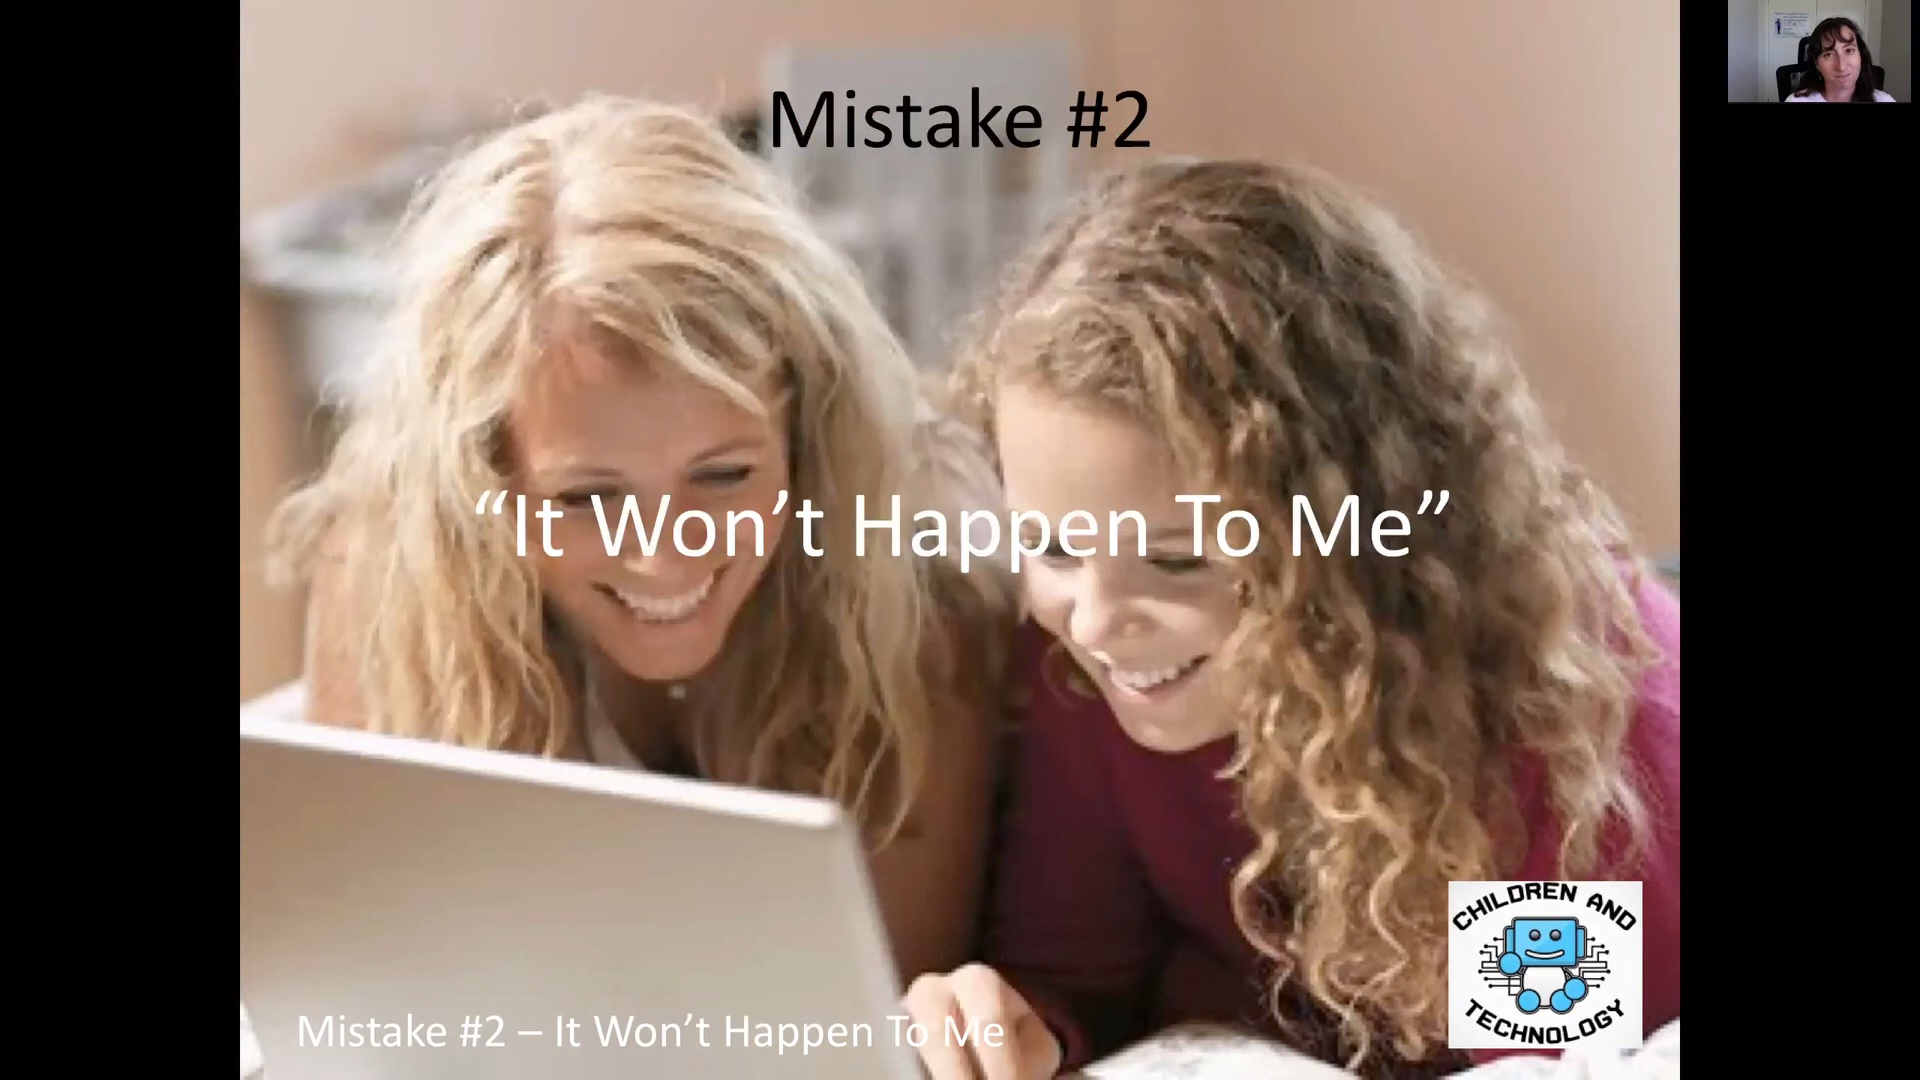 Mistake #2
“It Won’t Happen To Me”
CHILDREN AND
TECHNOLOGY
Mistake #2 – It Won’t Happen To Me